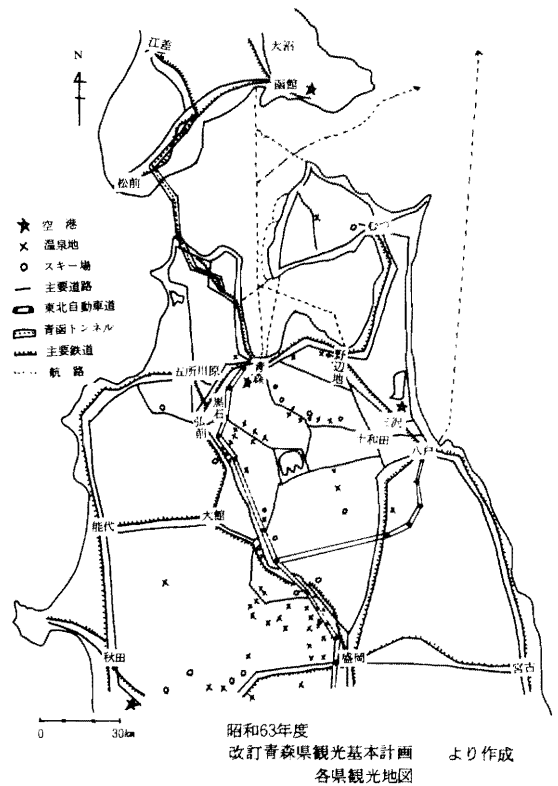 江差
大沼
N
函館
松前
空港
温泉地
スキー場
主要道路
東北自動車道
青函トンネル
主要鉄道
航路
むつ
五所川原
青森
野辺地
黒石
弘前
三沢
十和田
八戸
能代
大館
秋田
盛岡
宮古
0 30km
昭和63年度
改訂青森県観光基本計画 より作成
各県観光地図